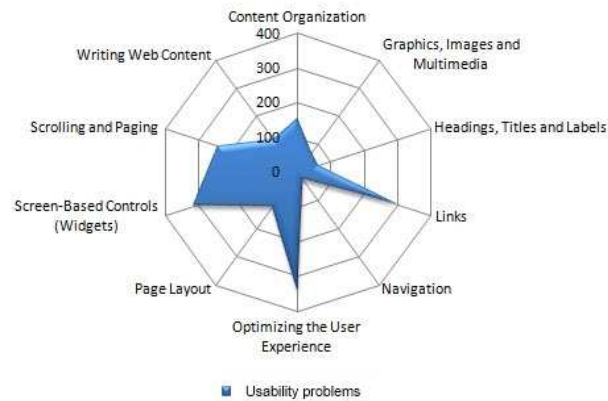 Content Organization
400
300
200
100
0
Graphics, Images and
Multimedia
Headings, Titles and Labels
Links
Navigation
Optimizing the User
Experience
Page Layout
Screen-Based Controls
(Widgets)
Scrolling and Paging
Writing Web Content
Usability problems